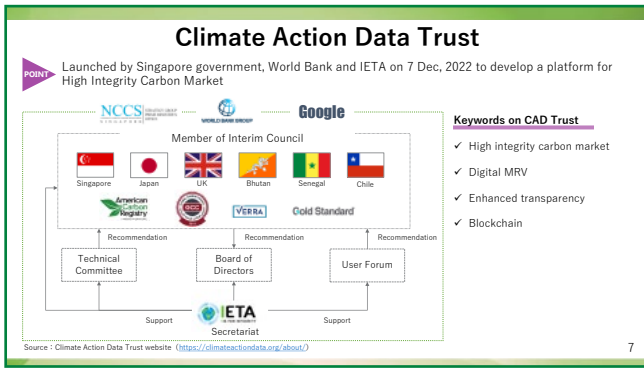 Climate Action Data Trust
POINT
Launched by Singapore government, World Bank and IETA on 7 Dec, 2022 to develop a platform for
High Integrity Carbon Market
NCCS
SINGAPORE
WORLD BANK GROUP
Google
Member of Interim Council
Singapore
Japan
UK
Bhutan
Senegal
Chile
American
Carbon
Registry
GCC
VERRA
Gold Standard
Recommendation
Recommendation
Recommendation
Technical
Committee
Board of
Directors
User Forum
IETA
Support
Support
Secretariat
Keywords on CAD Trust
✓ High integrity carbon market
✓ Digital MRV
✓ Enhanced transparency
✓ Blockchain
Source : Climate Action Data Trust website (https://climateactiondata.org/about/)
7